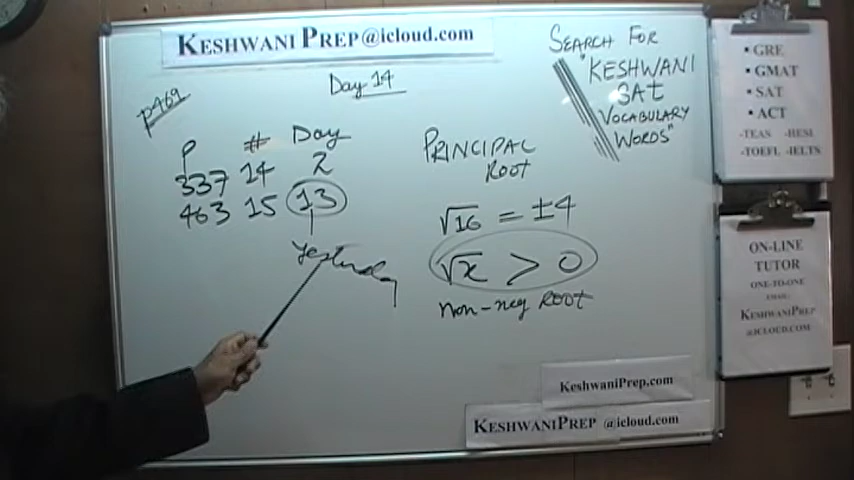 KESHWANI PREP@icloud.com
Day 14
p469
P # Day
337 14 2
463 15 13
yesterday
PRINCIPAL
ROOT
√16 = ±4
√x > 0
non-neg ROOT
SEARCH FOR
"KESHWANI
SAT
VOCABULARY
WORDS"
▪GRE
▪GMAT
▪SAT
▪ACT
-TEAS -HESI
-TOEFL -IELTS
ON-LINE
TUTOR
ONE-TO-ONE
EMAIL:
KESHWANIPREP
@ICLOUD.COM
KESHWANIPREP.com
KESHWANIPREP @icloud.com